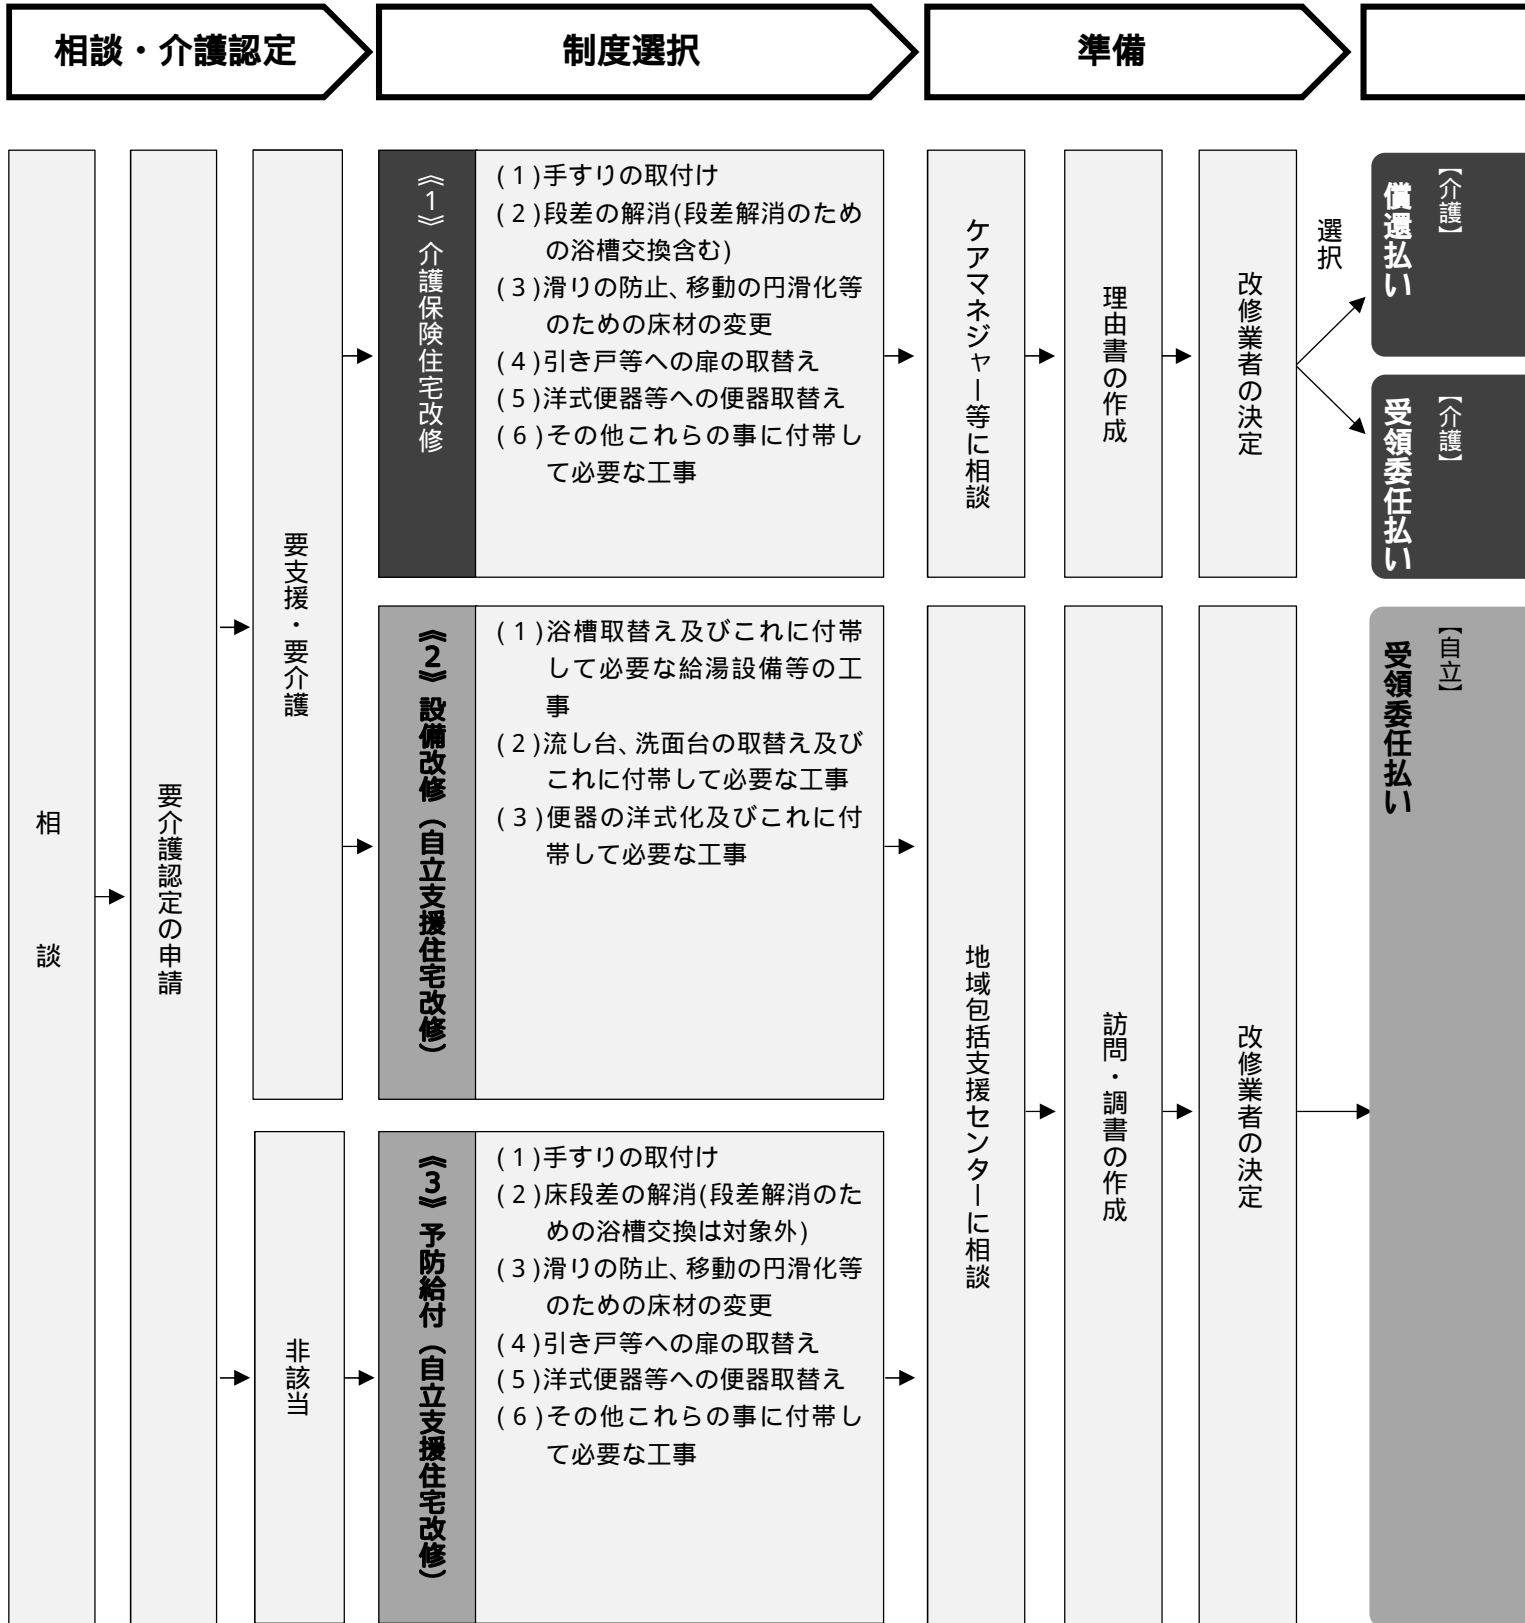 相談・介護認定
制度選択
準備
相談
要介護認定の申請
要支援・要介護
《1》介護保険住宅改修
(1)手すりの取付け
(2)段差の解消(段差解消のため
の浴槽交換含む)
(3)滑りの防止、移動の円滑化等
のための床材の変更
(4)引き戸等への扉の取替え
(5)洋式便器等への便器取替え
(6)その他これらの事に付帯し
て必要な工事
ケアマネジャー等に相談
理由書の作成
改修業者の決定
選択
【介護】
償還払い
【介護】
受領委任払い
《2》設備改修(自立支援住宅改修)
(1)浴槽取替え及びこれに付帯
して必要な給湯設備等の工
事
(2)流し台、洗面台の取替え及び
これに付帯して必要な工事
(3)便器の洋式化及びこれに付
帯して必要な工事
非該当
《3》予防給付(自立支援住宅改修)
(1)手すりの取付け
(2)床段差の解消(段差解消のた
めの浴槽交換は対象外)
(3)滑りの防止、移動の円滑化等
のための床材の変更
(4)引き戸等への扉の取替え
(5)洋式便器等への便器取替え
(6)その他これらの事に付帯し
て必要な工事
地域包括支援センターに相談
訪問・調書の作成
改修業者の決定
【自立】
受領委任払い